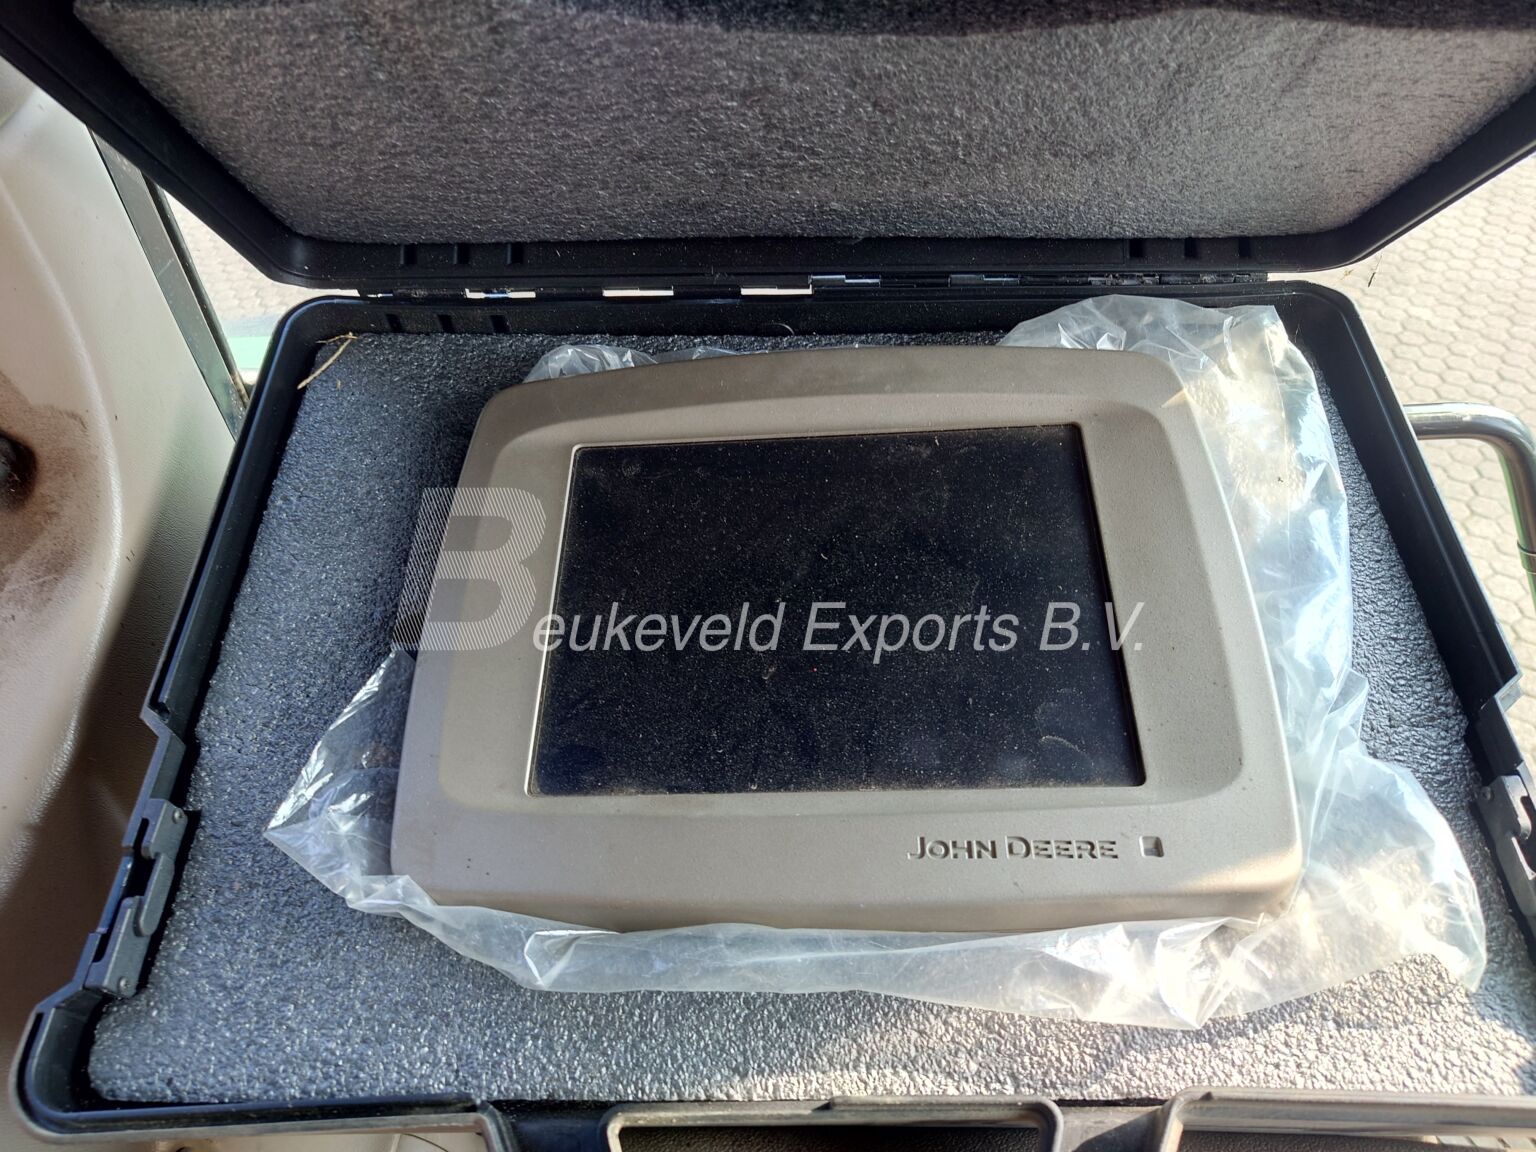 Beukeveld Exports B.V.
JOHN DEERE